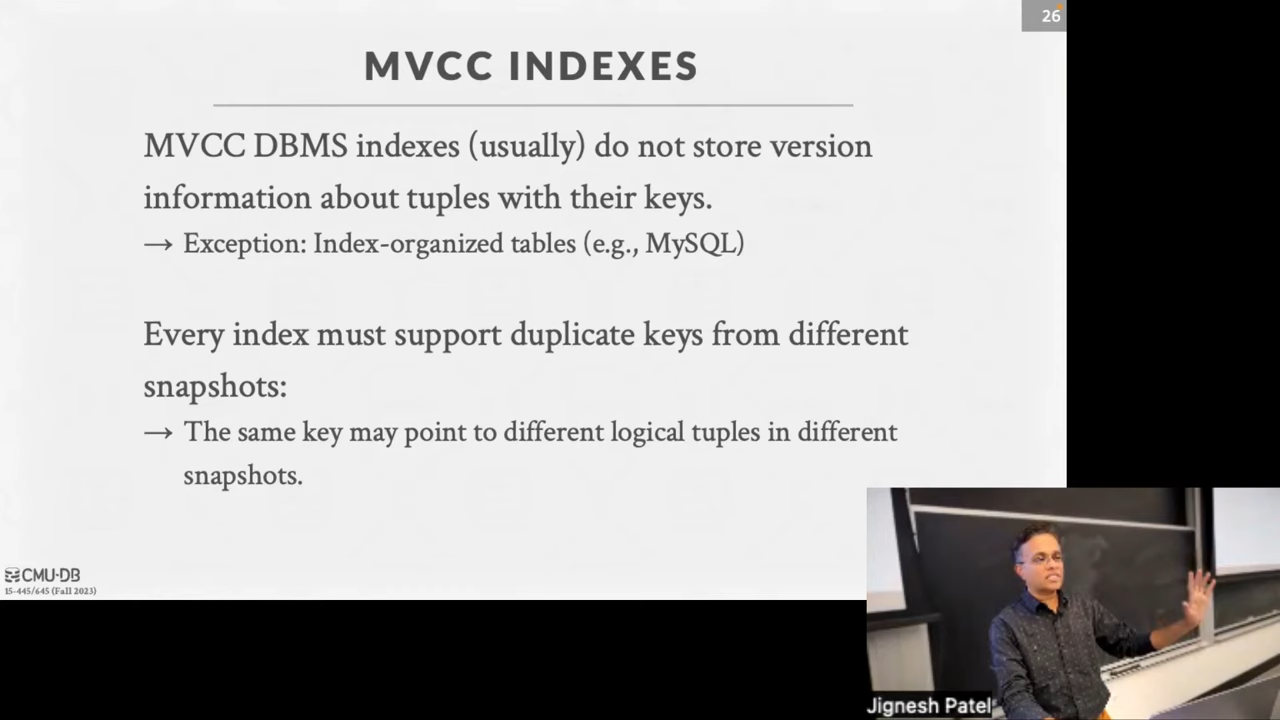 26
MVCC INDEXES
MVCC DBMS indexes (usually) do not store version
information about tuples with their keys.
→ Exception: Index-organized tables (e.g., MySQL)
Every index must support duplicate keys from different
snapshots:
→ The same key may point to different logical tuples in different
snapshots.
CMU·DB
15-445/645 (Fall 2023)
Jignesh Patel